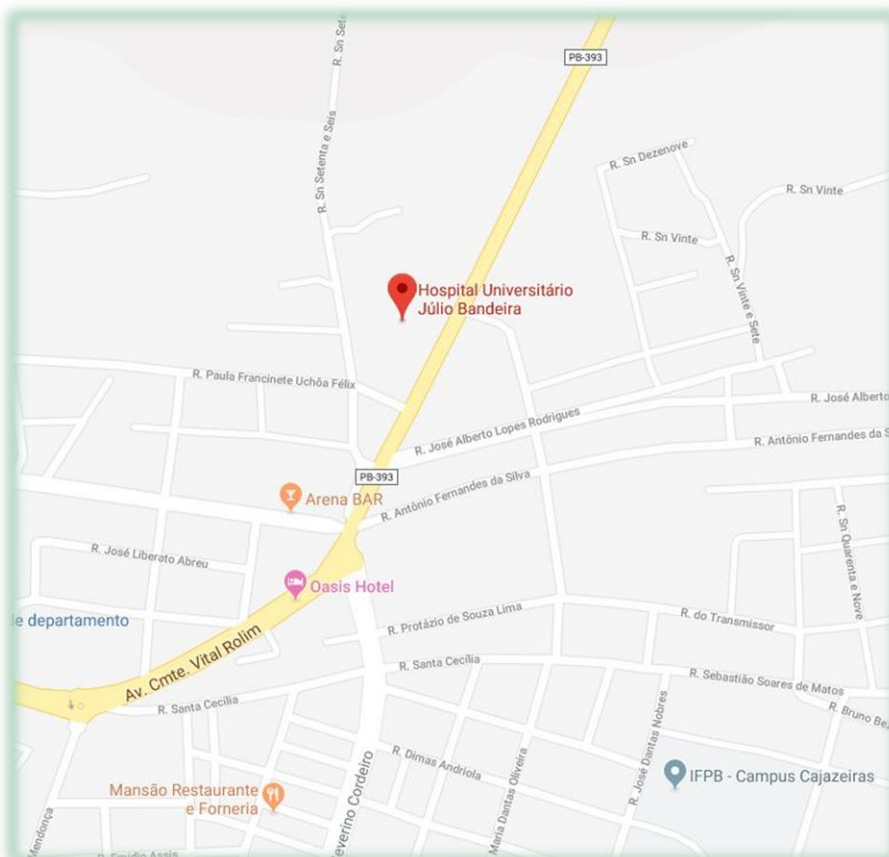 R. Sn Sete
PB-393
R. Sn Setenta e Seis
R. Sn Dezenove
R. Sn Vinte
R. Sn Vinte
R. Sn Vinte e Sete
Hospital Universitário
Júlio Bandeira
R. Paula Francinete Uchôa Félix
R. José Alberto
R. José Alberto Lopes Rodrigues
R. Antônio Fernandes da S
PB-393
Arena BAR
R. Antônio Fernandes da Silva
R. Sn Quarenta e Nove
R. José Liberato Abreu
Oasis Hotel
de departamento
R. Protázio de Souza Lima
R. do Transmissor
Av. Cmte. Vital Rolim
R. Santa Cecília
R. Sebastião Soares de Matos
R. Santa Cecília
R. Bruno Be
R. Dimas Andriola
R. José Dantas Nobres
Maria Dantas Oliveira
IFPB - Campus Cajazeiras
Mansão Restaurante
e Forneria
everino Cordeiro
Mendonça